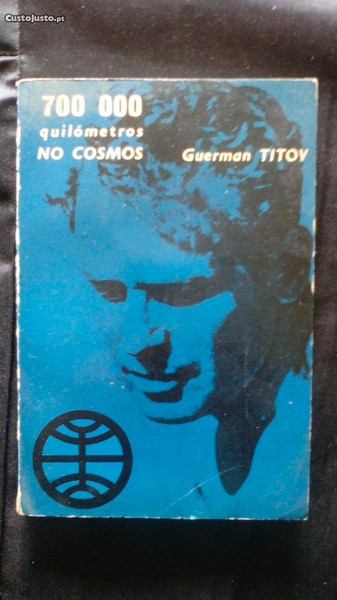 CustoJusto.pt
700 000
quilómetros
NO COSMOS Guerman TITOV